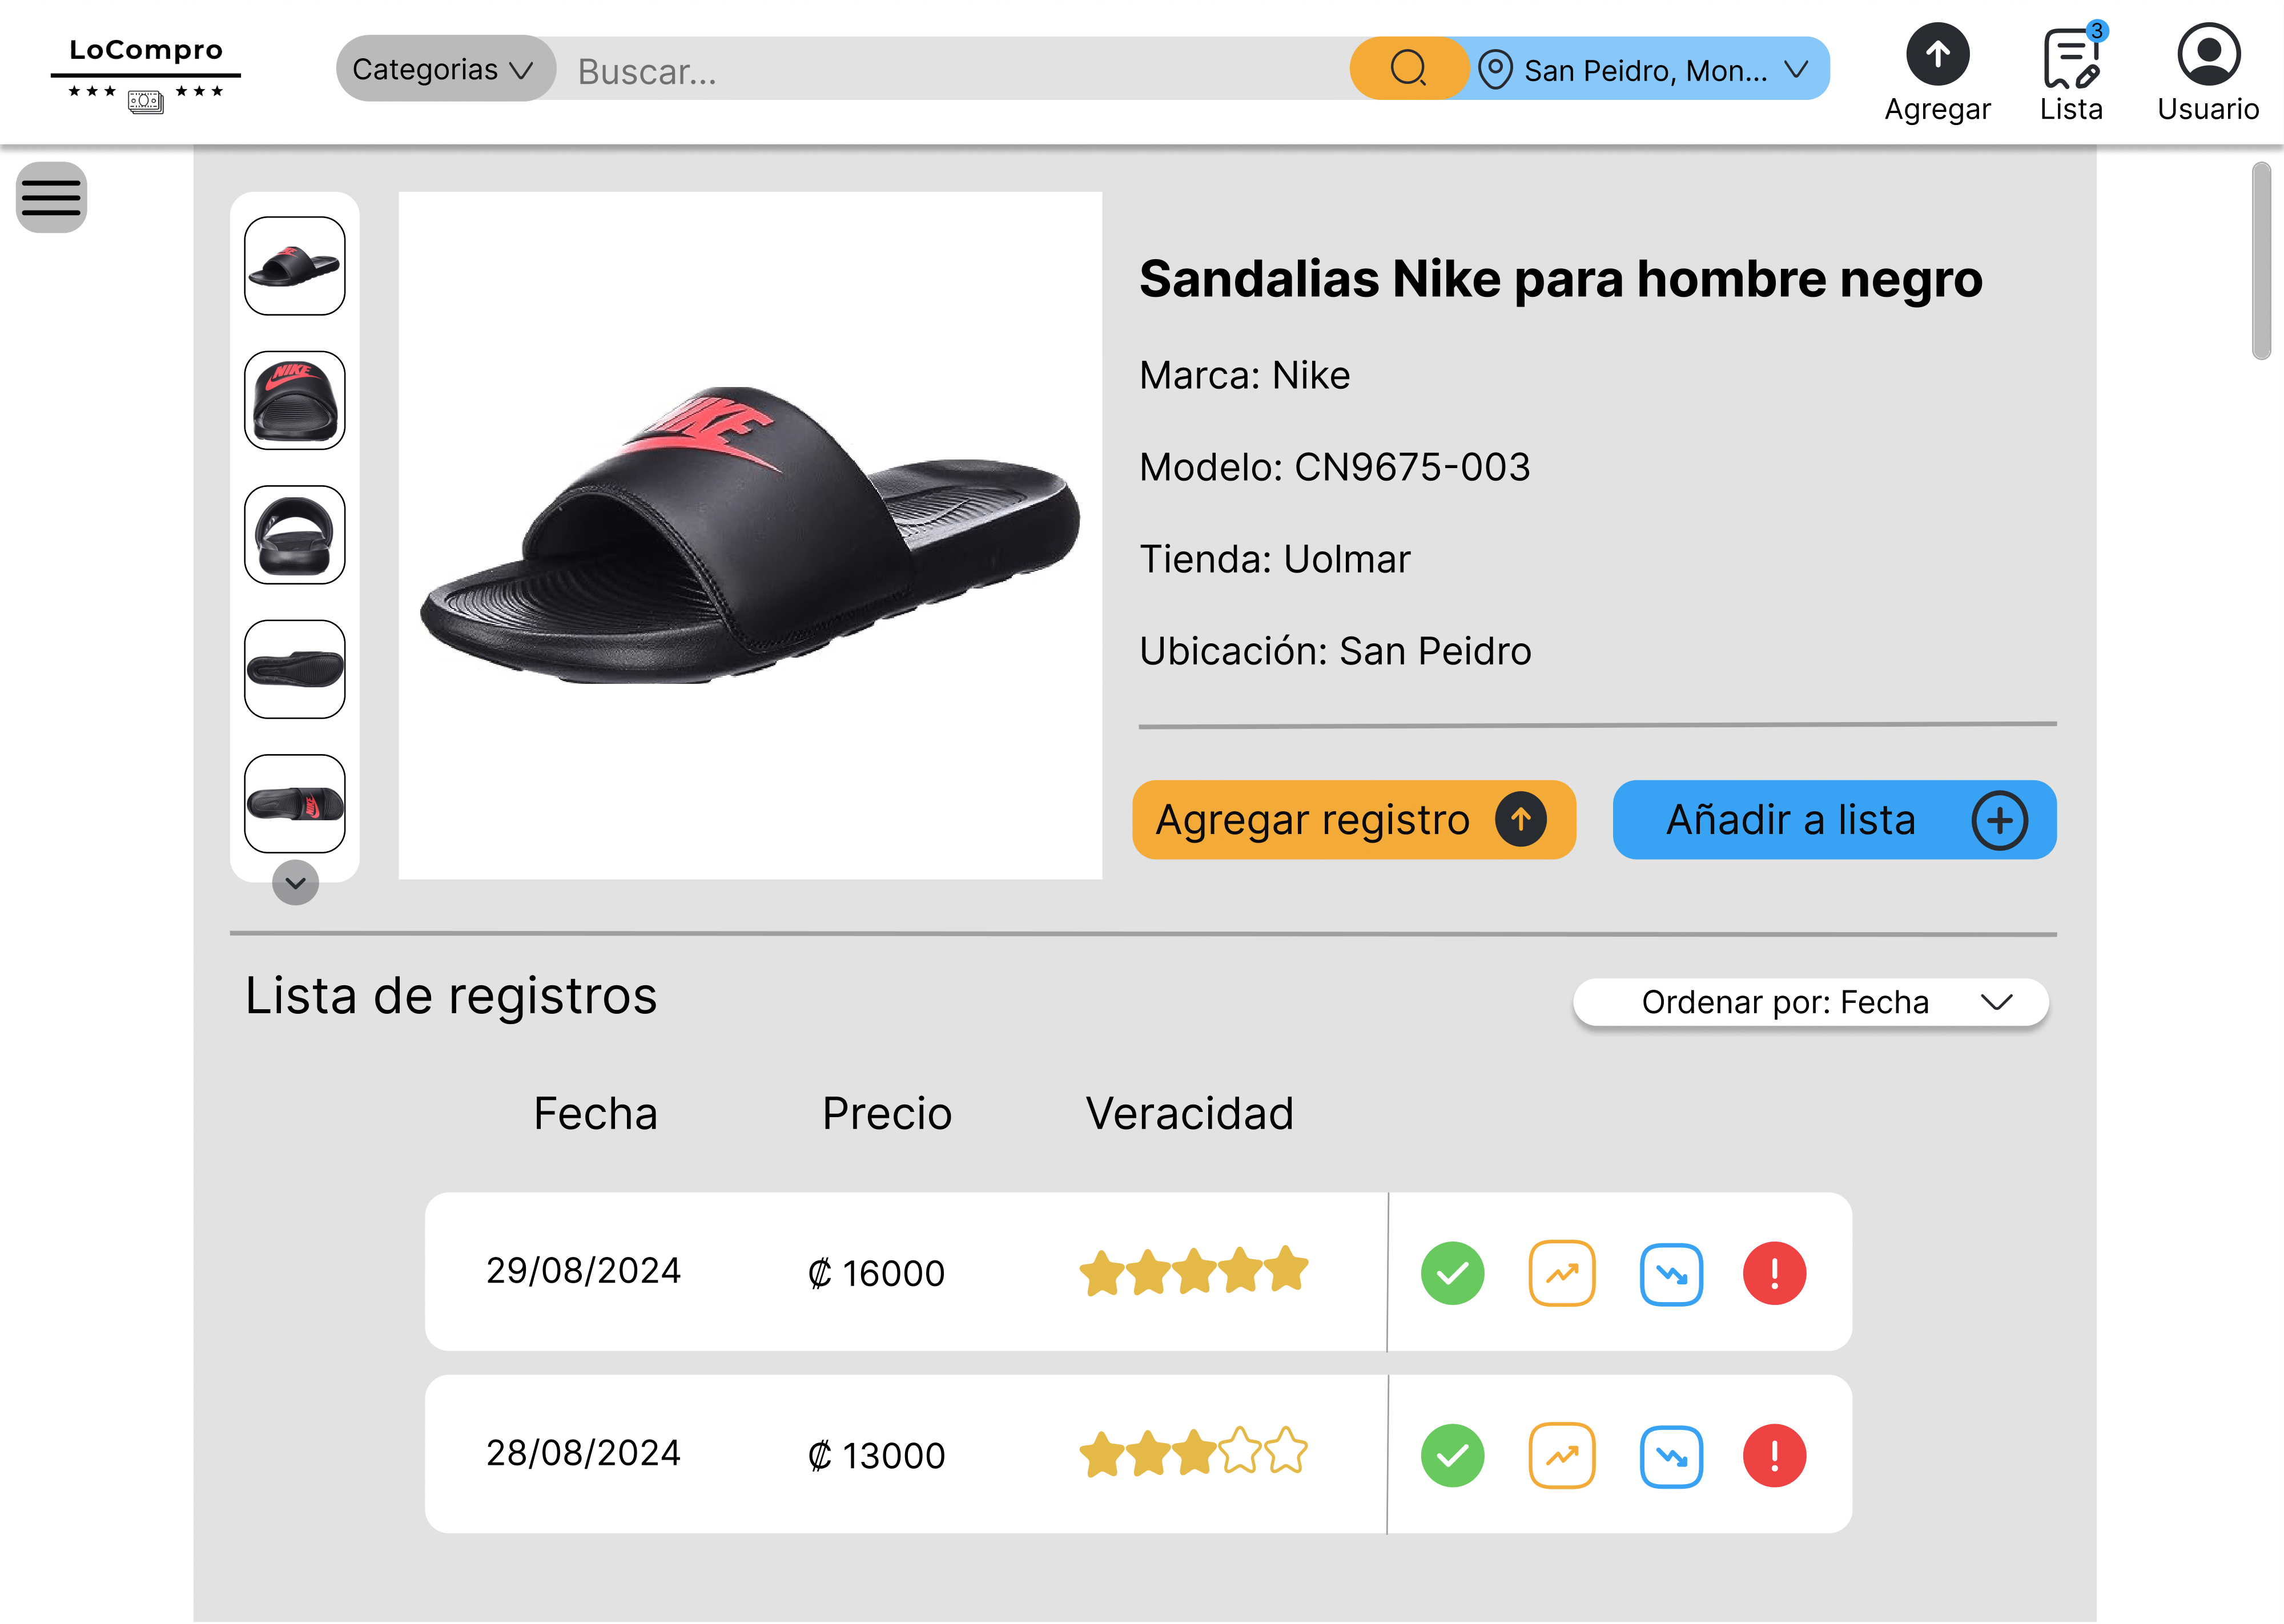 LoCompro
Categorias
Buscar...
San Peidro, Mon...
3
Agregar
Lista
Usuario
NIKE
NIKE
Sandalias Nike para hombre negro
Marca: Nike
Modelo: CN9675-003
Tienda: Uolmar
Ubicación: San Peidro
Agregar registro
Añadir a lista
Lista de registros
Ordenar por: Fecha
Fecha Precio Veracidad
29/08/2024 ₡ 16000
28/08/2024 ₡ 13000